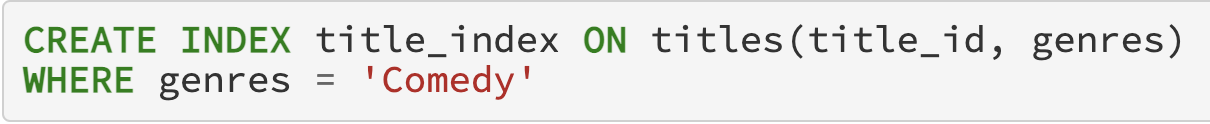 CREATE INDEX title_index ON titles(title_id, genres)
WHERE genres = 'Comedy'